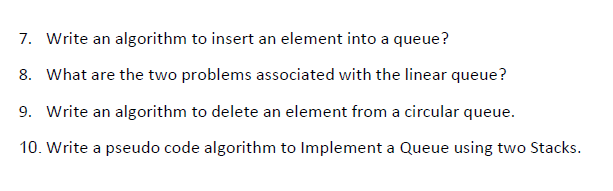 7. Write an algorithm to insert an element into a queue?
8. What are the two problems associated with the linear queue?
9. Write an algorithm to delete an element from a circular queue.
10. Write a pseudo code algorithm to Implement a Queue using two Stacks.